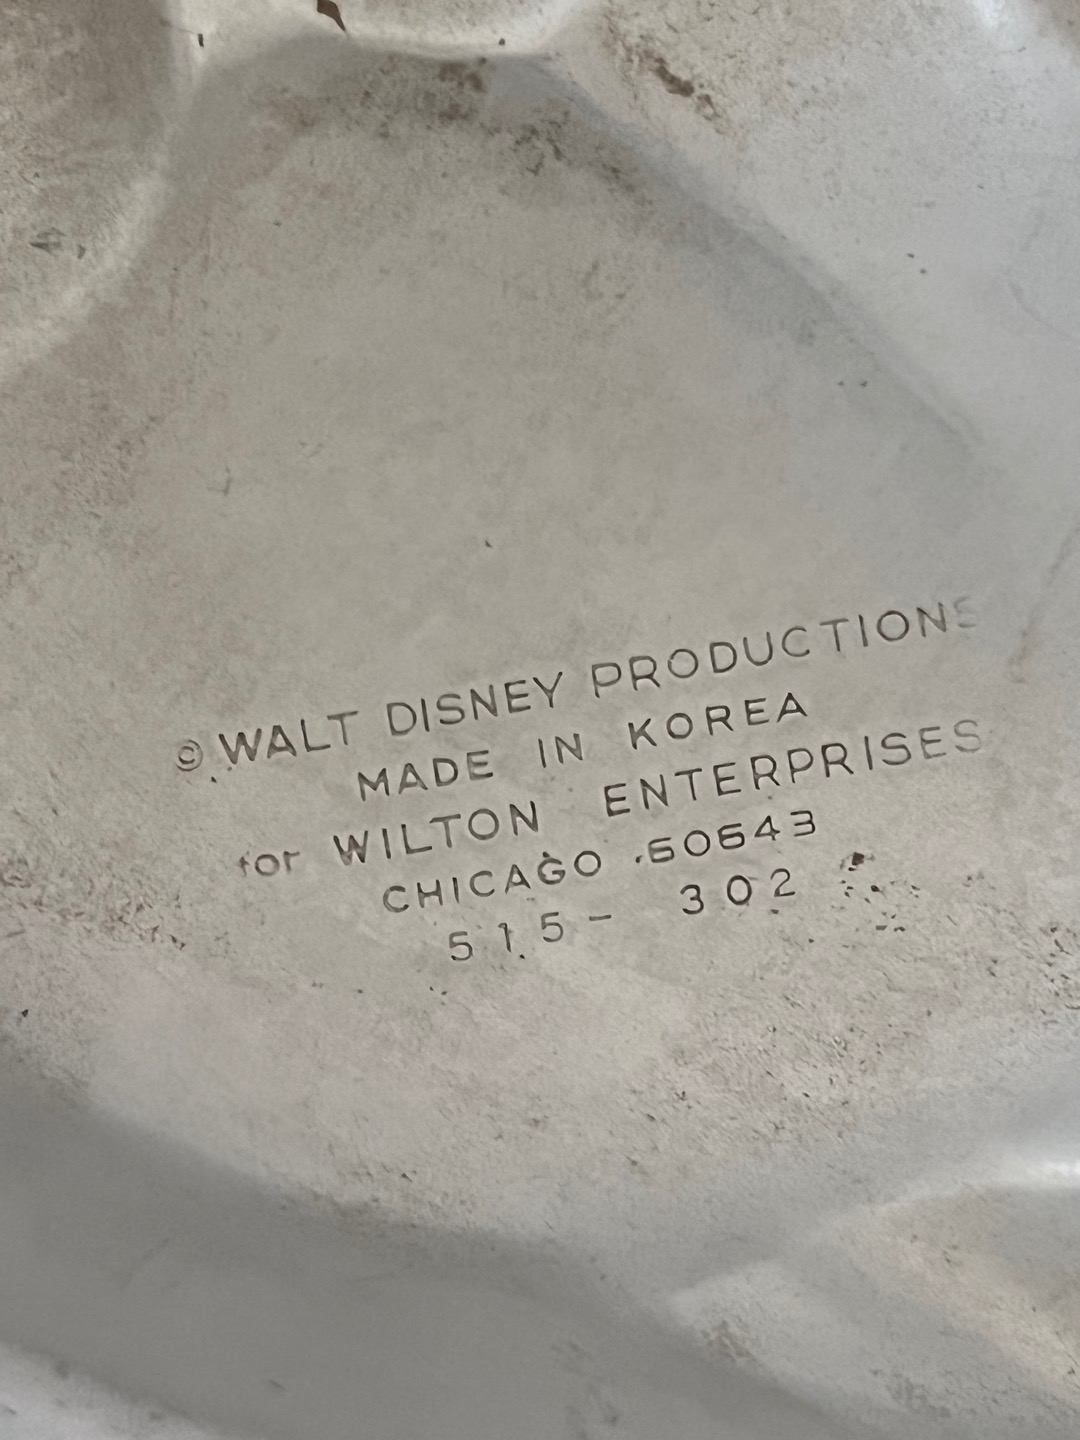 © WALT DISNEY PRODUCTIONS
MADE IN KOREA
for WILTON ENTERPRISES
CHICAGO .60643
515- 302